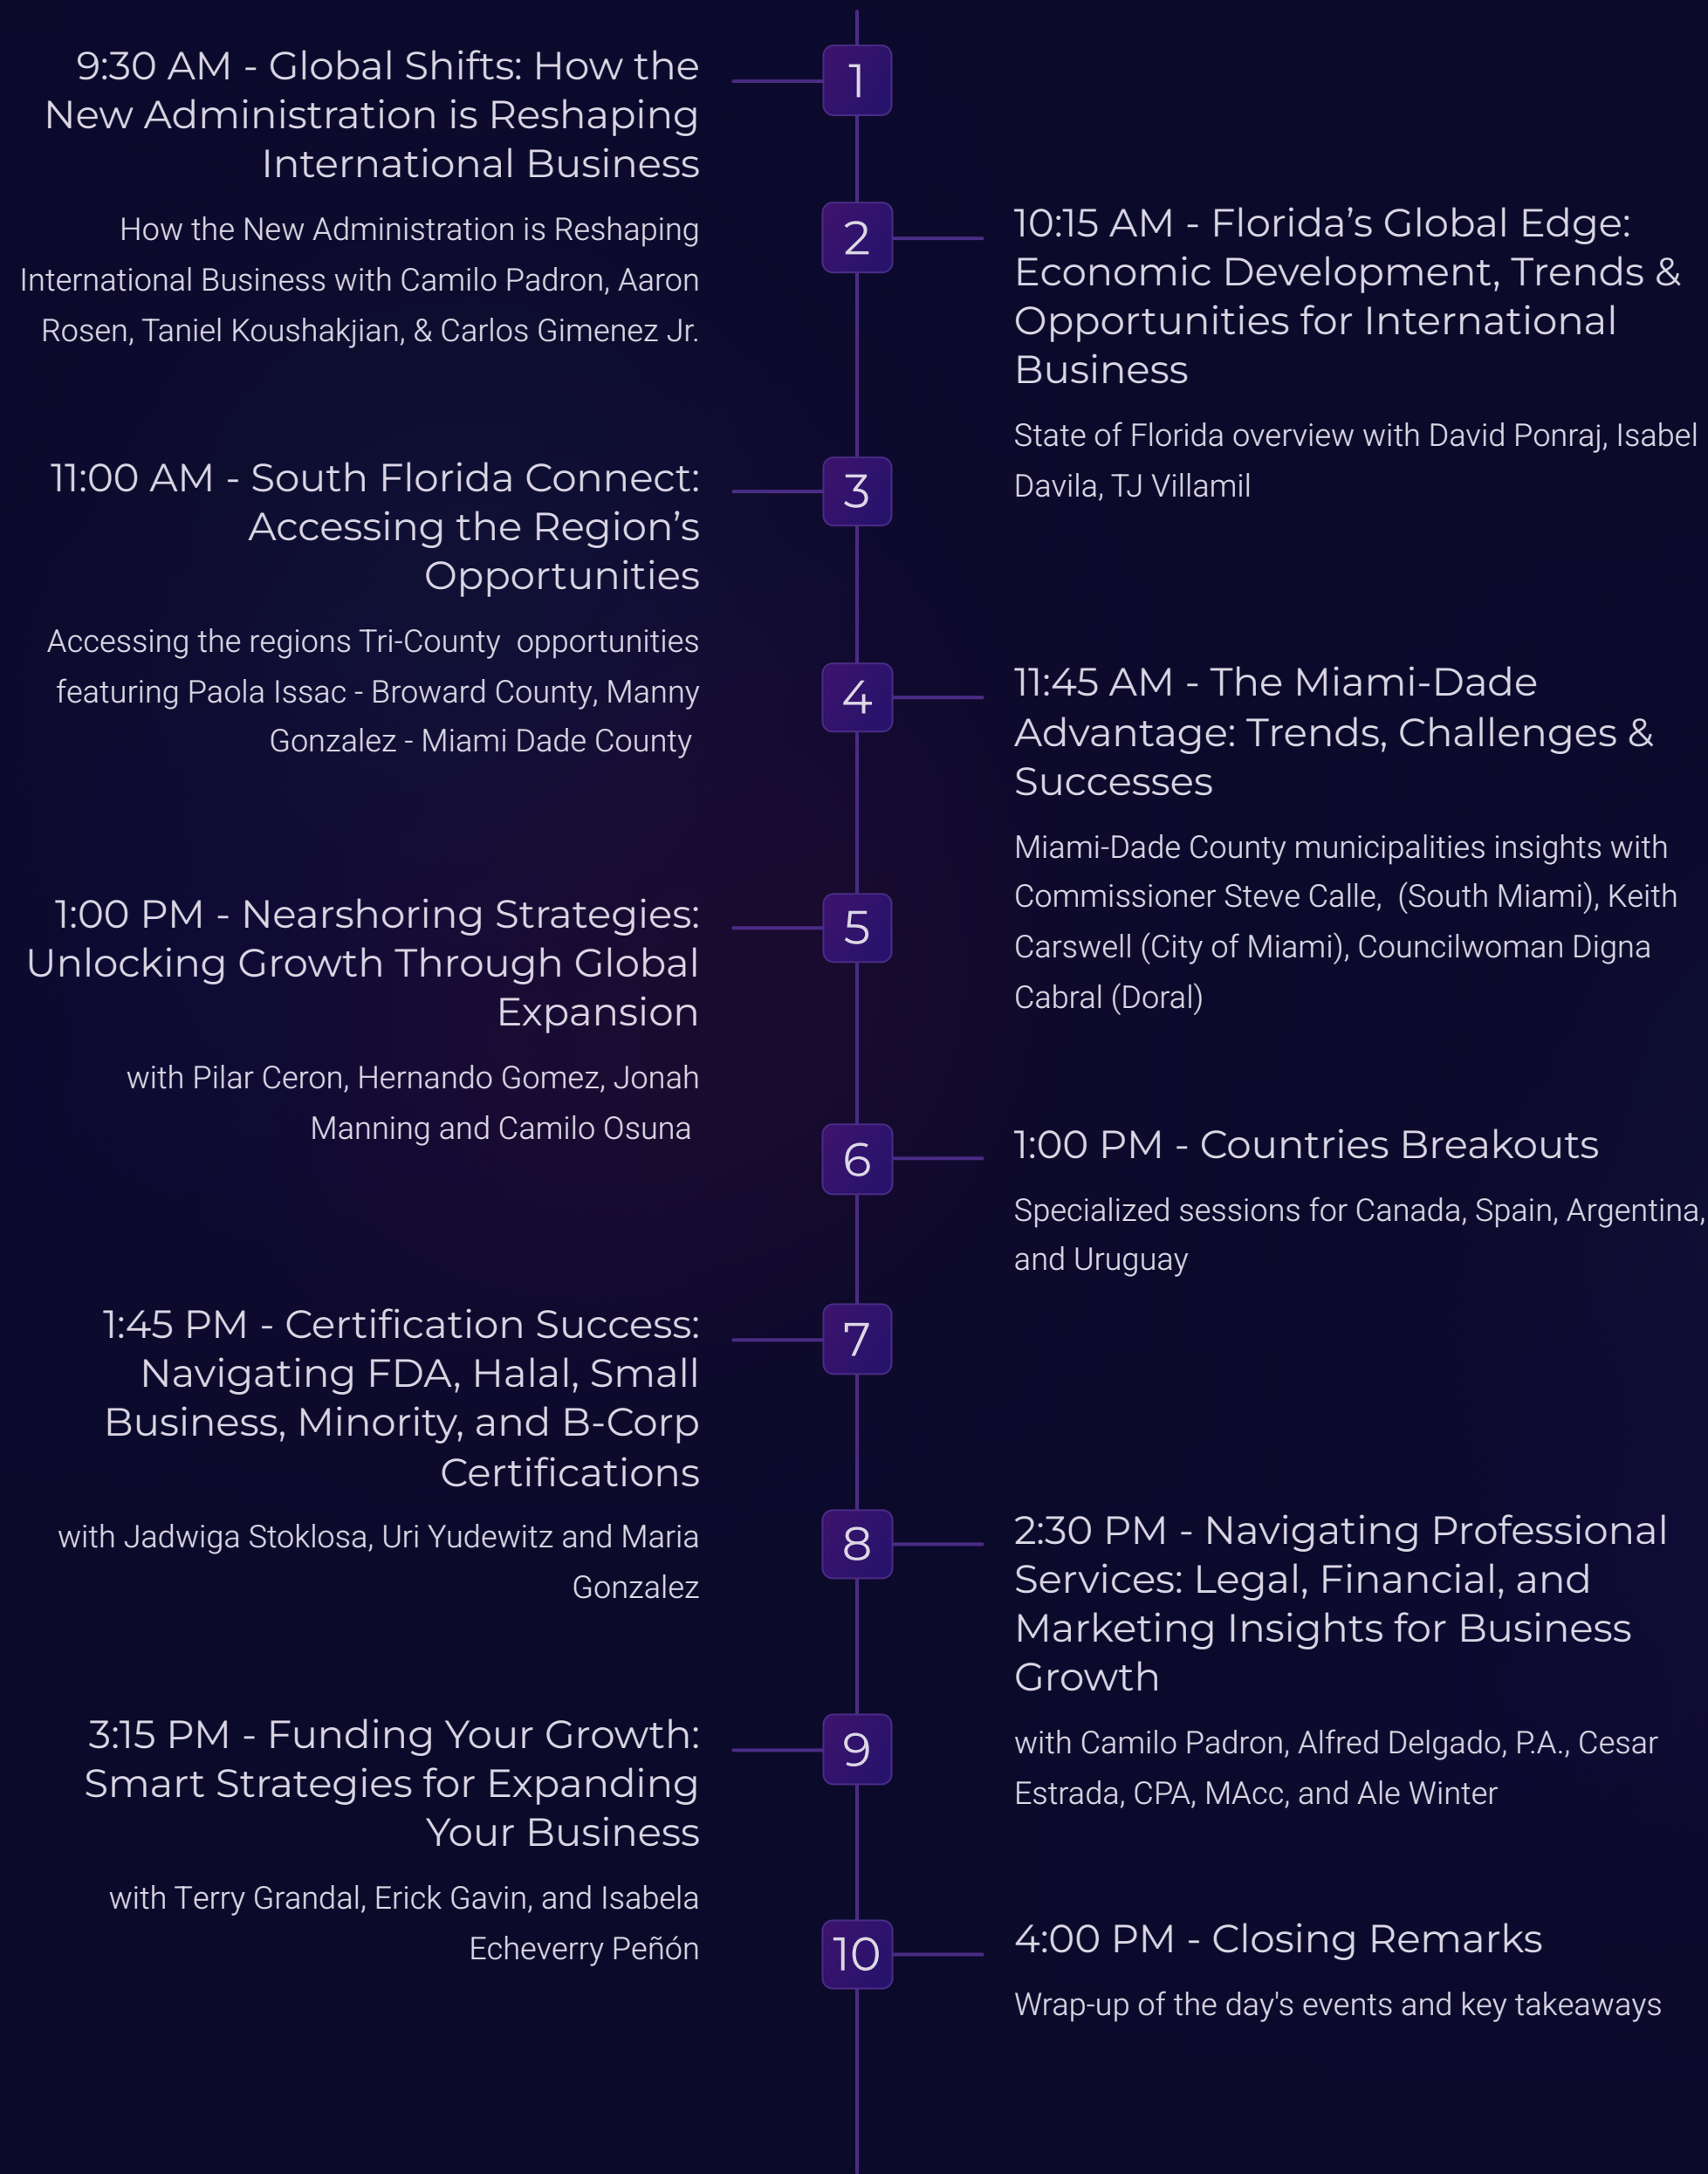 1
9:30 AM - Global Shifts: How the
New Administration is Reshaping
International Business
How the New Administration is Reshaping
International Business with Camilo Padron, Aaron
Rosen, Taniel Koushakjian, & Carlos Gimenez Jr.
2
10:15 AM - Florida’s Global Edge:
Economic Development, Trends &
Opportunities for International
Business
State of Florida overview with David Ponraj, Isabel
Davila, TJ Villamil
3
11:00 AM - South Florida Connect:
Accessing the Region’s
Opportunities
Accessing the regions Tri-County  opportunities
featuring Paola Issac - Broward County, Manny
Gonzalez - Miami Dade County
4
11:45 AM - The Miami-Dade
Advantage: Trends, Challenges &
Successes
Miami-Dade County municipalities insights with
Commissioner Steve Calle,  (South Miami), Keith
Carswell (City of Miami), Councilwoman Digna
Cabral (Doral)
5
1:00 PM - Nearshoring Strategies:
Unlocking Growth Through Global
Expansion
with Pilar Ceron, Hernando Gomez, Jonah
Manning and Camilo Osuna
6
1:00 PM - Countries Breakouts
Specialized sessions for Canada, Spain, Argentina,
and Uruguay
7
1:45 PM - Certification Success:
Navigating FDA, Halal, Small
Business, Minority, and B-Corp
Certifications
with Jadwiga Stoklosa, Uri Yudewitz and Maria
Gonzalez
8
2:30 PM - Navigating Professional
Services: Legal, Financial, and
Marketing Insights for Business
Growth
with Camilo Padron, Alfred Delgado, P.A., Cesar
Estrada, CPA, MAcc, and Ale Winter
9
3:15 PM - Funding Your Growth:
Smart Strategies for Expanding
Your Business
with Terry Grandal, Erick Gavin, and Isabela
Echeverry Peñón
10
4:00 PM - Closing Remarks
Wrap-up of the day's events and key takeaways